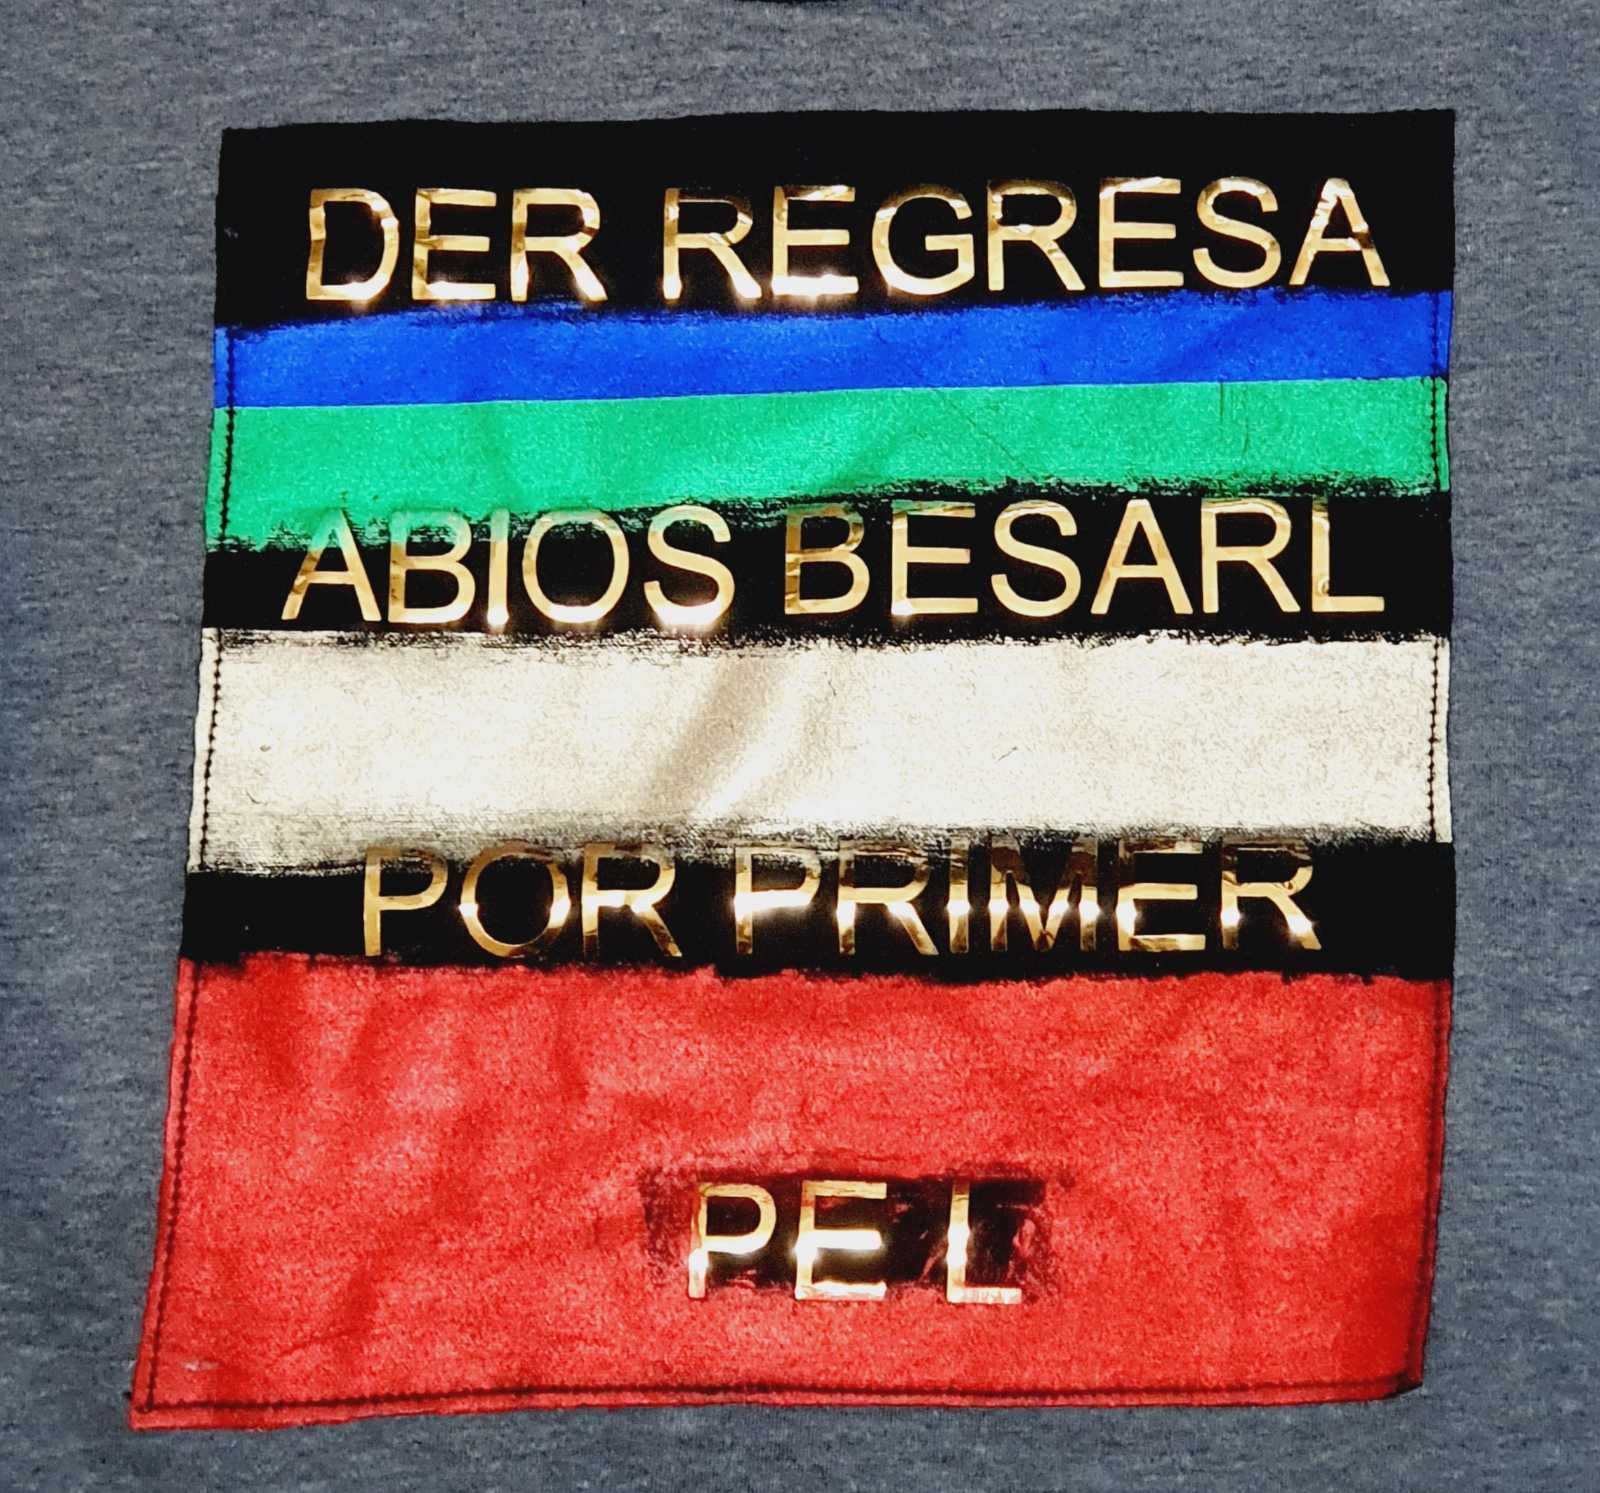 DER REGRESA
ABIOS BESARL
POR PRIMER
PE L